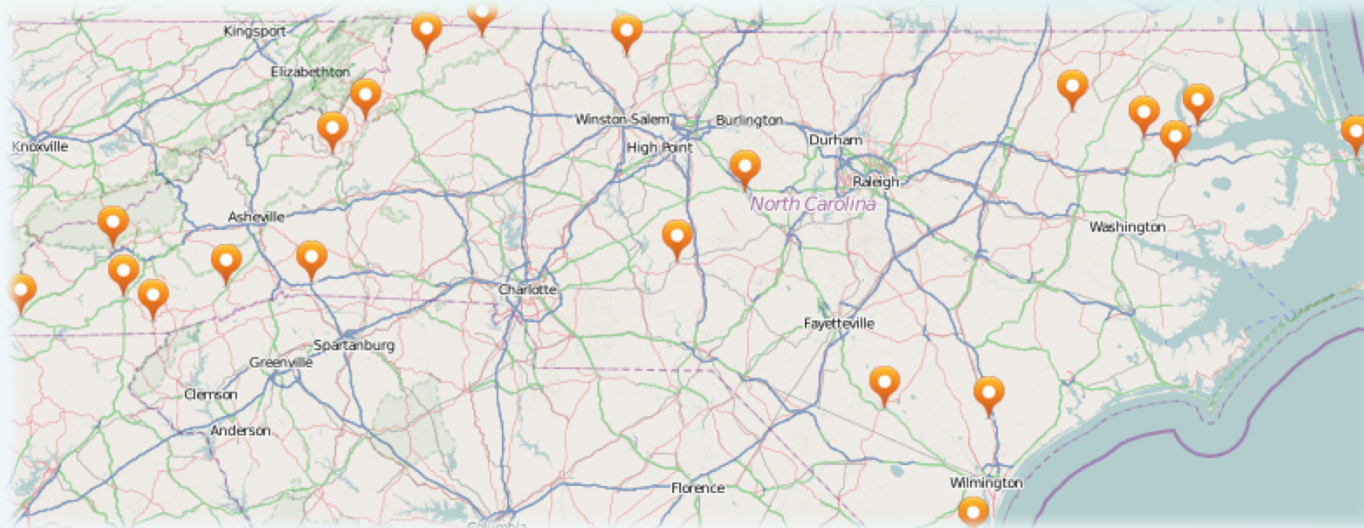 Kingsport
Elizabethton
Winston-Salem
Burlington
Knoxville
High Point
Durham
Raleigh
North Carolina
Asheville
Washington
Charlotte
Fayetteville
Spartanburg
Greenville
Clemson
Anderson
Wilmington
Florence
Columbia